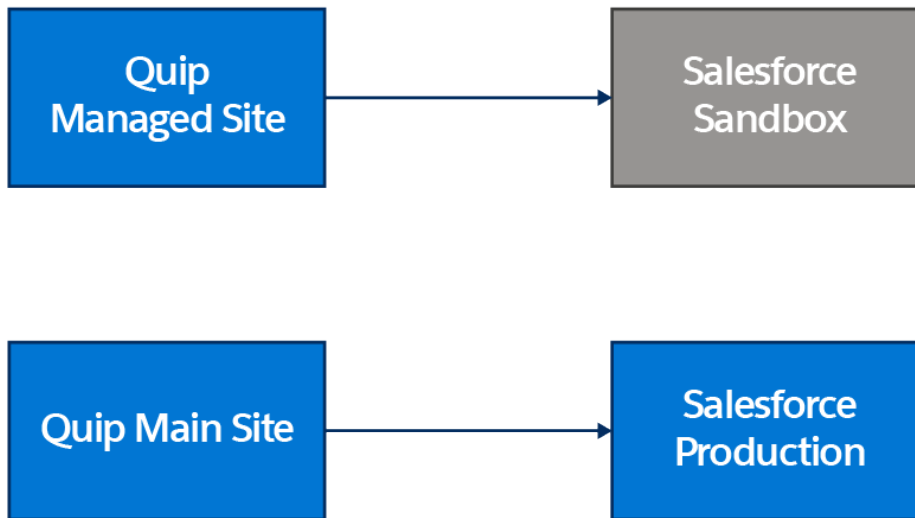 Quip
Managed Site
Salesforce
Sandbox
Quip Main Site
Salesforce
Production